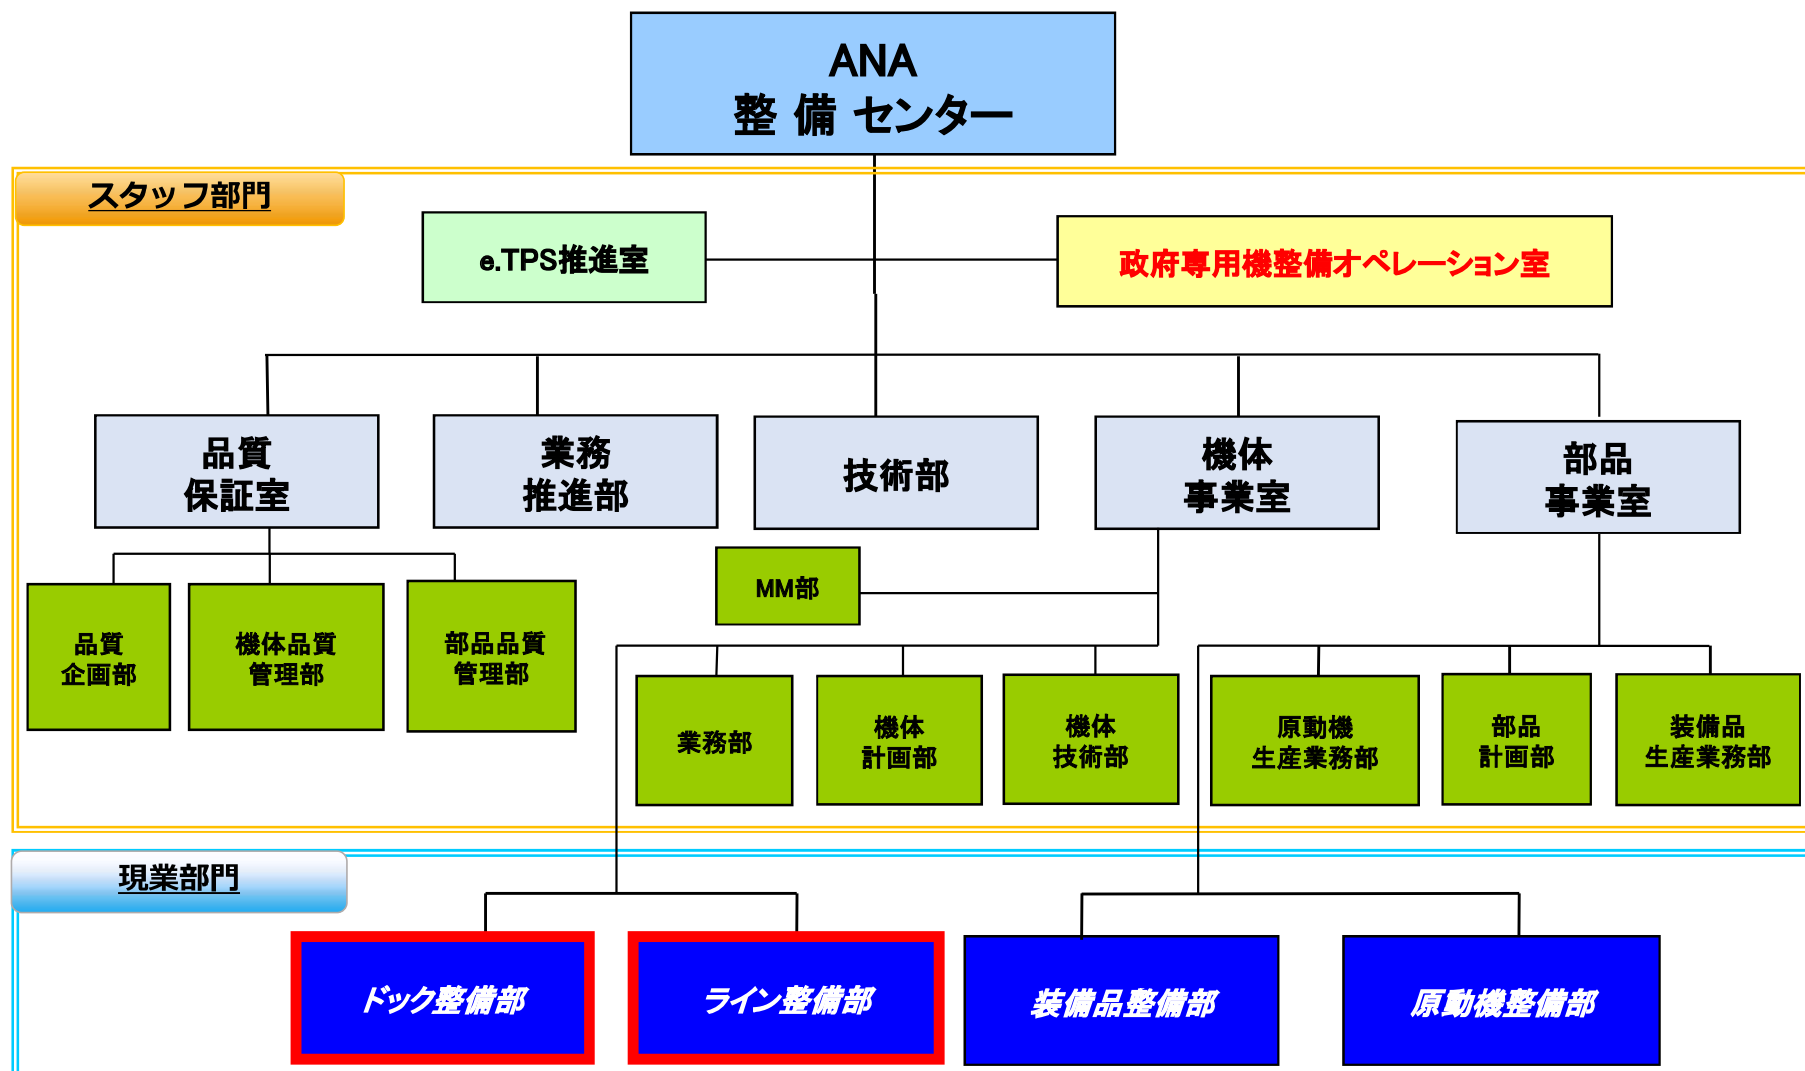 ANA
整 備 センター
スタッフ部門
e.TPS推進室
政府専用機整備オペレーション室
品質
保証室
業務
推進部
技術部
機体
事業室
部品
事業室
MM部
品質
企画部
機体品質
管理部
部品品質
管理部
業務部
機体
計画部
機体
技術部
原動機
生産業務部
部品
計画部
装備品
生産業務部
現業部門
ドック整備部
ライン整備部
装備品整備部
原動機整備部